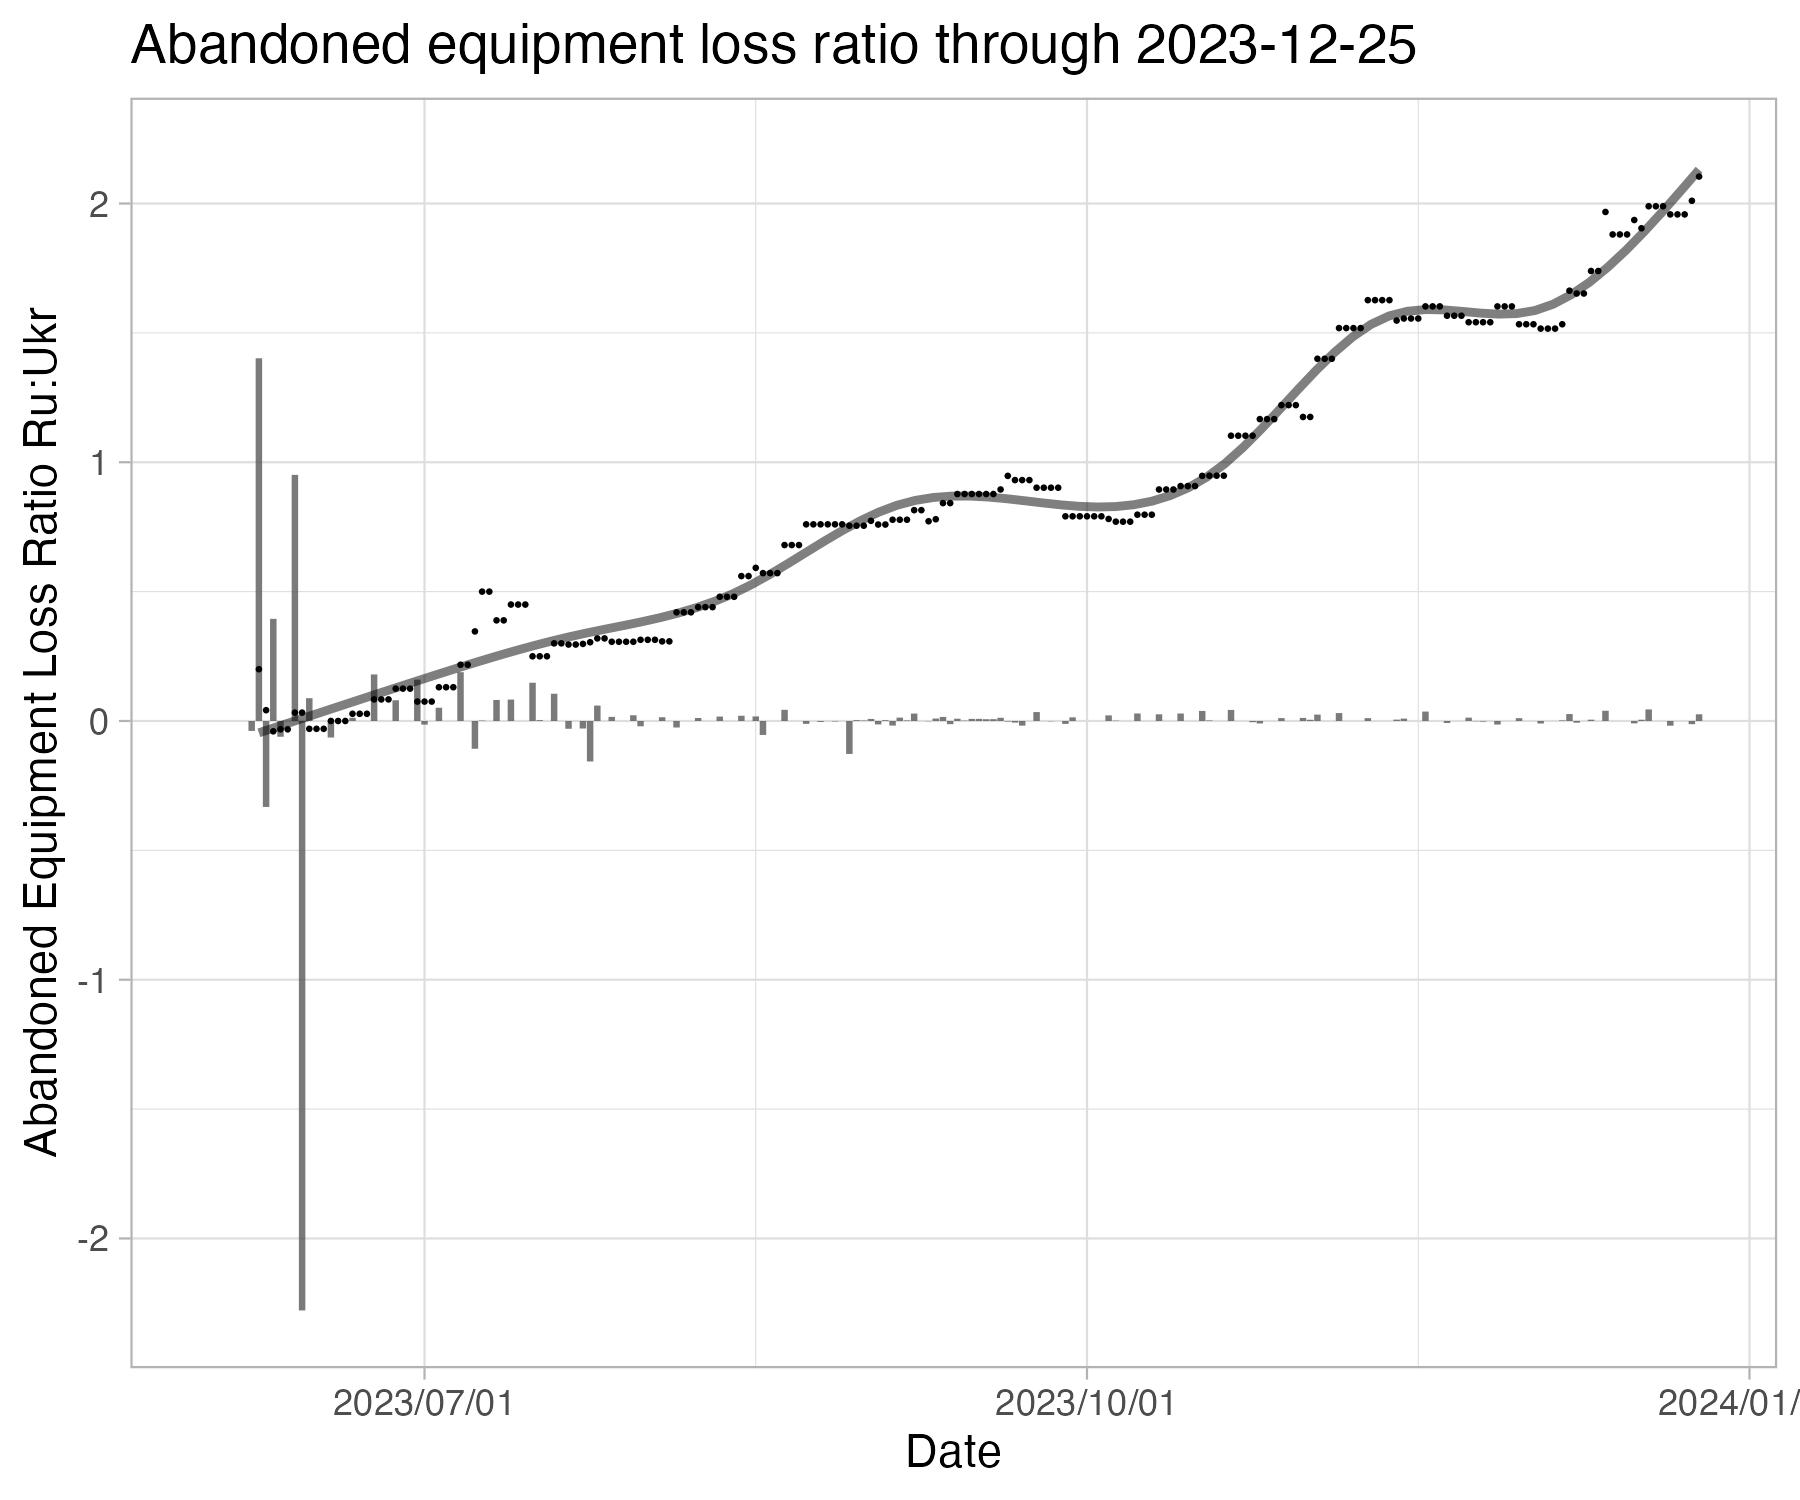 Abandoned equipment loss ratio through 2023-12-25
Abandoned Equipment Loss Ratio Ru:Ukr
2
1
0
-1
-2
2023/07/01
2023/10/01
2024/01/
Date